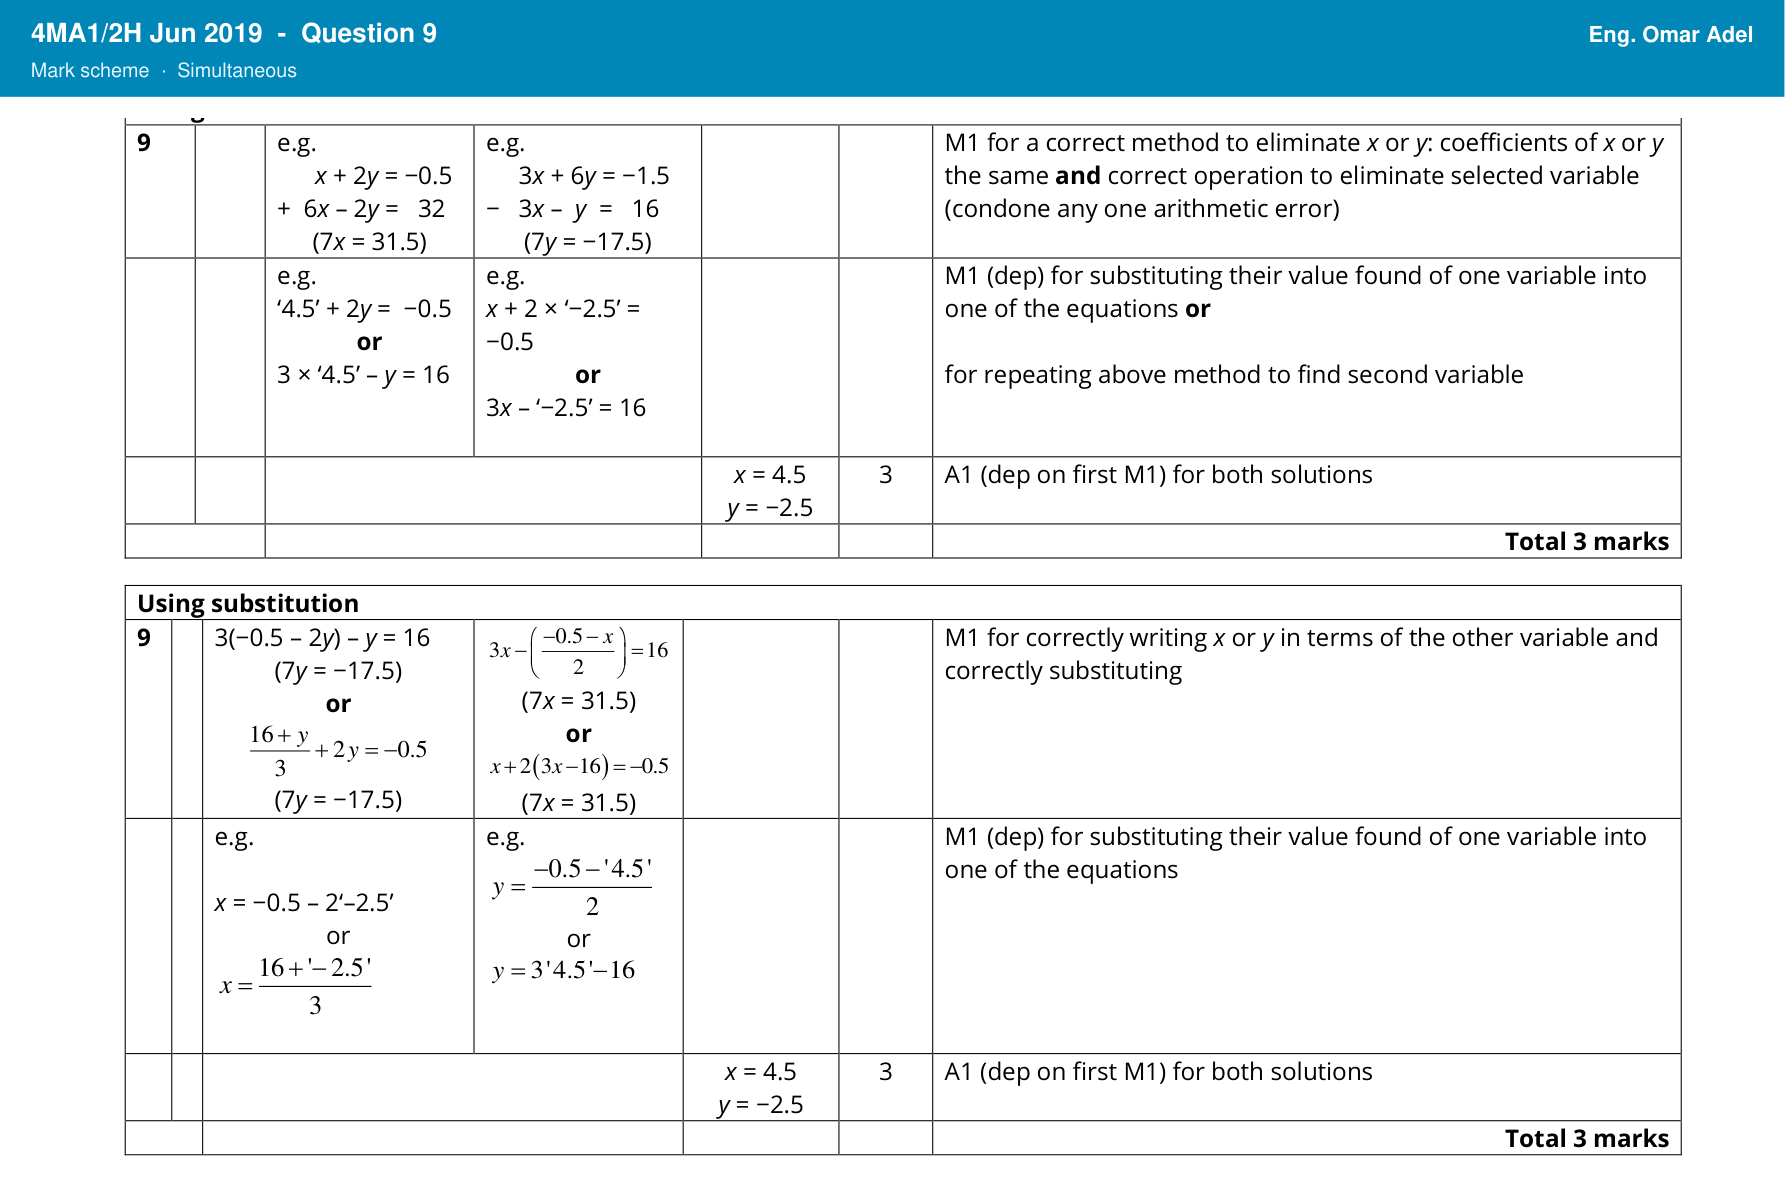 4MA1/2H Jun 2019 - Question 9
Eng. Omar Adel
Mark scheme · Simultaneous
9
e.g.
x + 2y = −0.5
+ 6x – 2y = 32
(7x = 31.5)
e.g.
3x + 6y = −1.5
− 3x – y = 16
(7y = −17.5)
M1 for a correct method to eliminate x or y: coefficients of x or y
the same and correct operation to eliminate selected variable
(condone any one arithmetic error)
e.g.
‘4.5’ + 2y = −0.5
or
3 × ‘4.5’ – y = 16
e.g.
x + 2 × ‘−2.5’ =
−0.5
or
3x – ‘−2.5’ = 16
M1 (dep) for substituting their value found of one variable into
one of the equations or
for repeating above method to find second variable
x = 4.5
y = −2.5
3
A1 (dep on first M1) for both solutions
Total 3 marks
Using substitution
9
3(−0.5 – 2y) – y = 16
(7y = −17.5)
or
(16 + y)/3 + 2y = −0.5
(7y = −17.5)
3x − ((−0.5 − x)/2) = 16
(7x = 31.5)
or
x + 2(3x − 16) = −0.5
(7x = 31.5)
M1 for correctly writing x or y in terms of the other variable and
correctly substituting
e.g.
x = −0.5 – 2‘–2.5’
or
x = (16 + '− 2.5')/3
e.g.
y = (−0.5 − '4.5')/2
or
y = 3'4.5'−16
M1 (dep) for substituting their value found of one variable into
one of the equations
x = 4.5
y = −2.5
3
A1 (dep on first M1) for both solutions
Total 3 marks